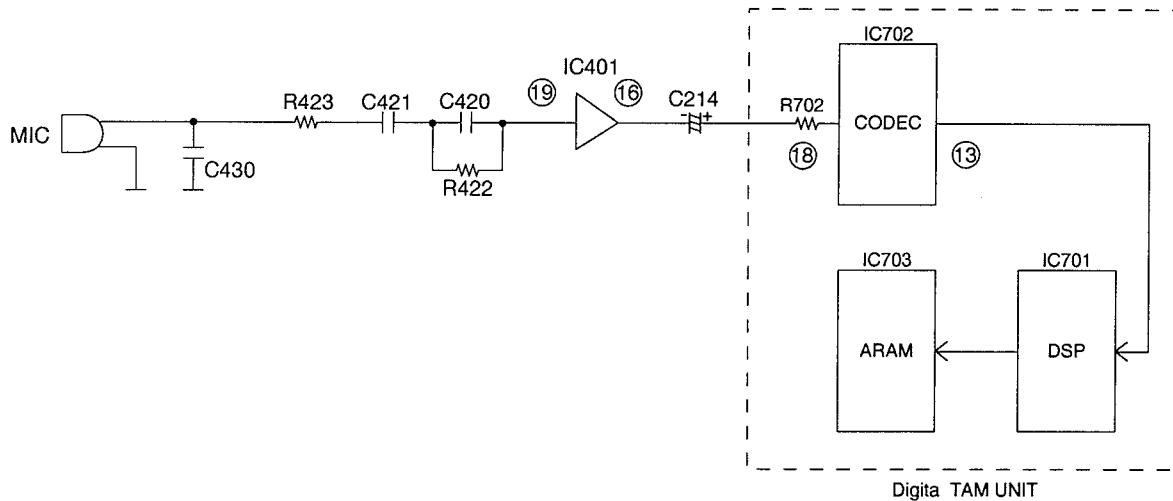 IC702
IC401
19
16
C214
R423
C421
C420
R702
MIC
CODEC
C430
R422
18
13
IC703
IC701
ARAM
DSP
Digita TAM UNIT
- +